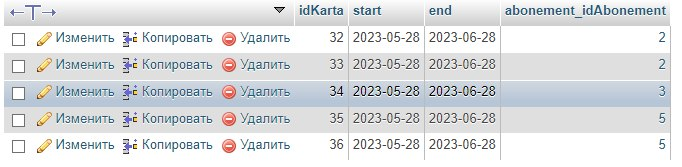 idKarta start end abonement_idAbonement
Изменить Копировать Удалить 32 2023-05-28 2023-06-28 2
Изменить Копировать Удалить 33 2023-05-28 2023-06-28 2
Изменить Копировать Удалить 34 2023-05-28 2023-06-28 3
Изменить Копировать Удалить 35 2023-05-28 2023-06-28 5
Изменить Копировать Удалить 36 2023-05-28 2023-06-28 5